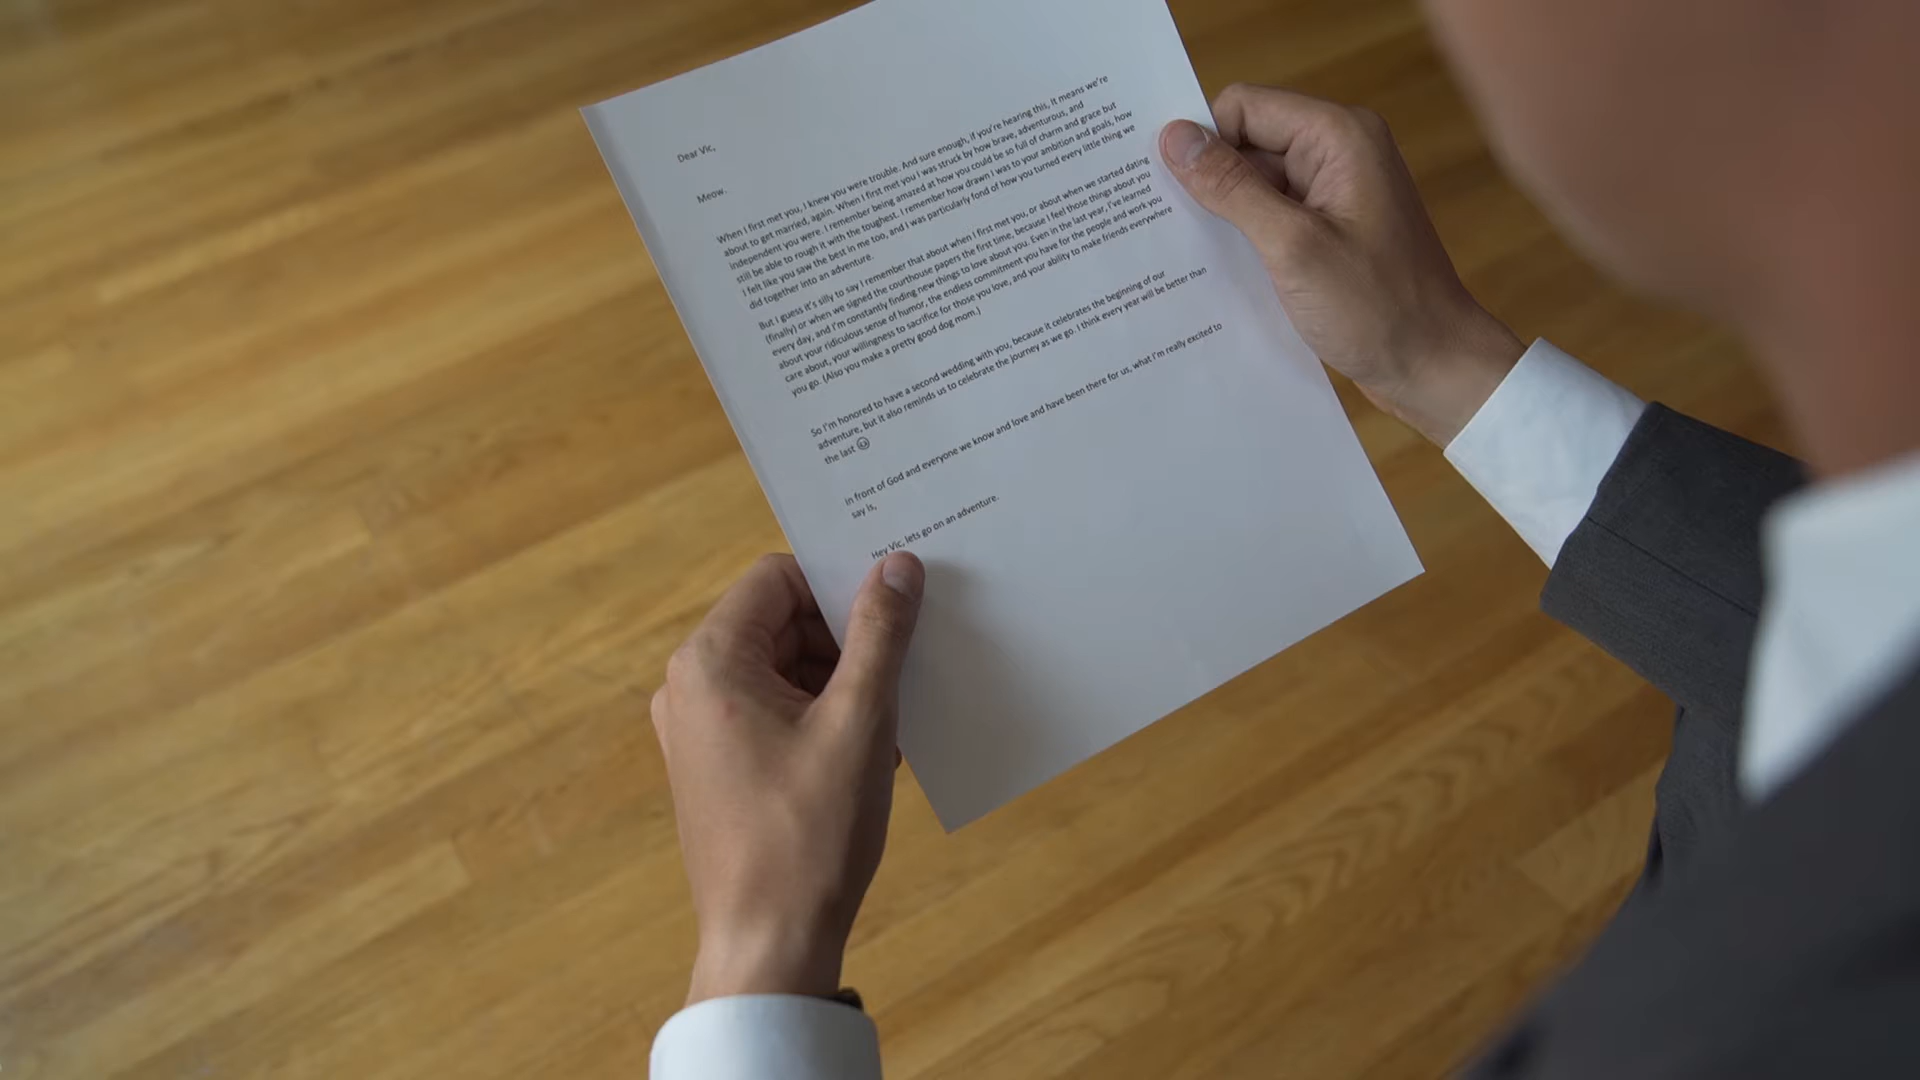 Dear Vic,
Meow.
When I first met you, I knew you were trouble. And sure enough, if you're hearing this, it means we're
about to get married, again. When I first met you I was struck by how brave, adventurous, and
independent you were. I remember being amazed at how you could be so full of charm and grace but
still be able to rough it with the toughest. I remember how drawn I was to your ambition and goals, how
I felt like you saw the best in me too, and I was particularly fond of how you turned every little thing we
did together into an adventure.
But I guess it's silly to say I remember that about when I first met you, or about when we started dating
(finally) or when we signed the courthouse papers the first time, because I feel those things about you
every day, and I'm constantly finding new things to love about you. Even in the last year, I've learned
about your ridiculous sense of humor, the endless commitment you have for the people and work you
care about, your willingness to sacrifice for those you love, and your ability to make friends everywhere
you go. (Also you make a pretty good dog mom.)
So I'm honored to have a second wedding with you, because it celebrates the beginning of our
adventure, but it also reminds us to celebrate the journey as we go. I think every year will be better than
the last ☺
In front of God and everyone we know and love and have been there for us, what I'm really excited to
say is,
Hey Vic, lets go on an adventure.